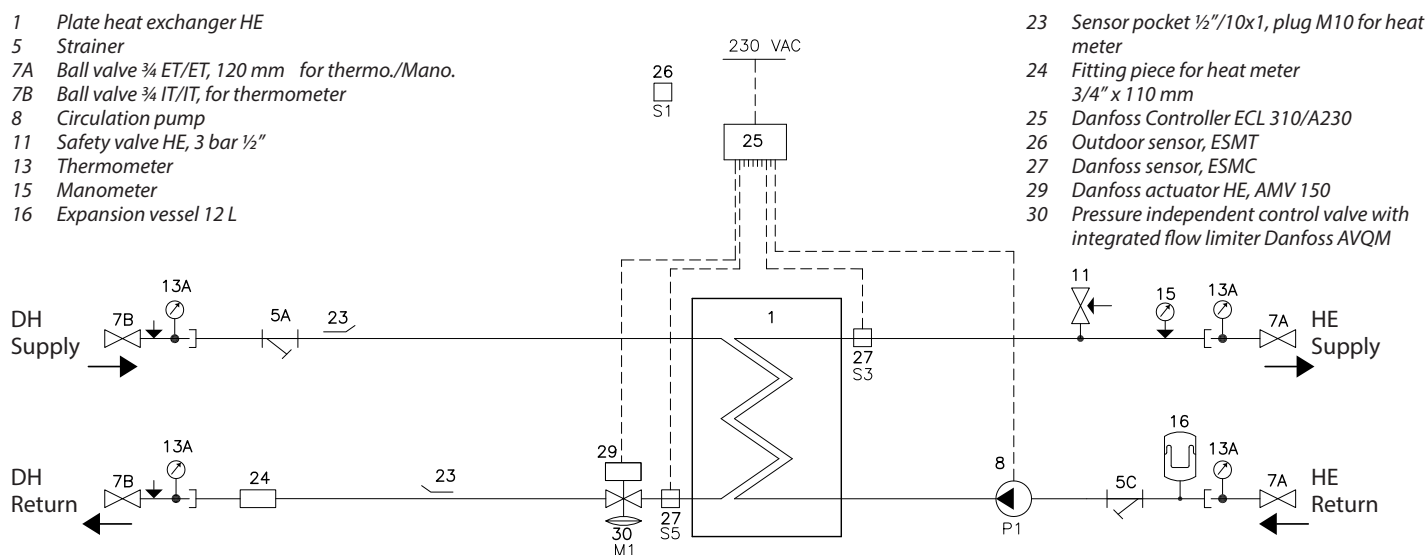 1 Plate heat exchanger HE
5 Strainer
7A Ball valve ¾ ET/ET, 120 mm for thermo./Mano.
7B Ball valve ¾ IT/IT, for thermometer
8 Circulation pump
11 Safety valve HE, 3 bar ½”
13 Thermometer
15 Manometer
16 Expansion vessel 12 L
23 Sensor pocket ½”/10x1, plug M10 for heat
meter
24 Fitting piece for heat meter
3/4” x 110 mm
25 Danfoss Controller ECL 310/A230
26 Outdoor sensor, ESMT
27 Danfoss sensor, ESMC
29 Danfoss actuator HE, AMV 150
30 Pressure independent control valve with
integrated flow limiter Danfoss AVQM
230 VAC
26
S1
25
DH
Supply
7B
13A
5A
23
1
27
S3
11
15
13A
7A
HE
Supply
DH
Return
7B
13A
24
23
29
30
M1
27
S5
8
P1
5C
16
13A
7A
HE
Return